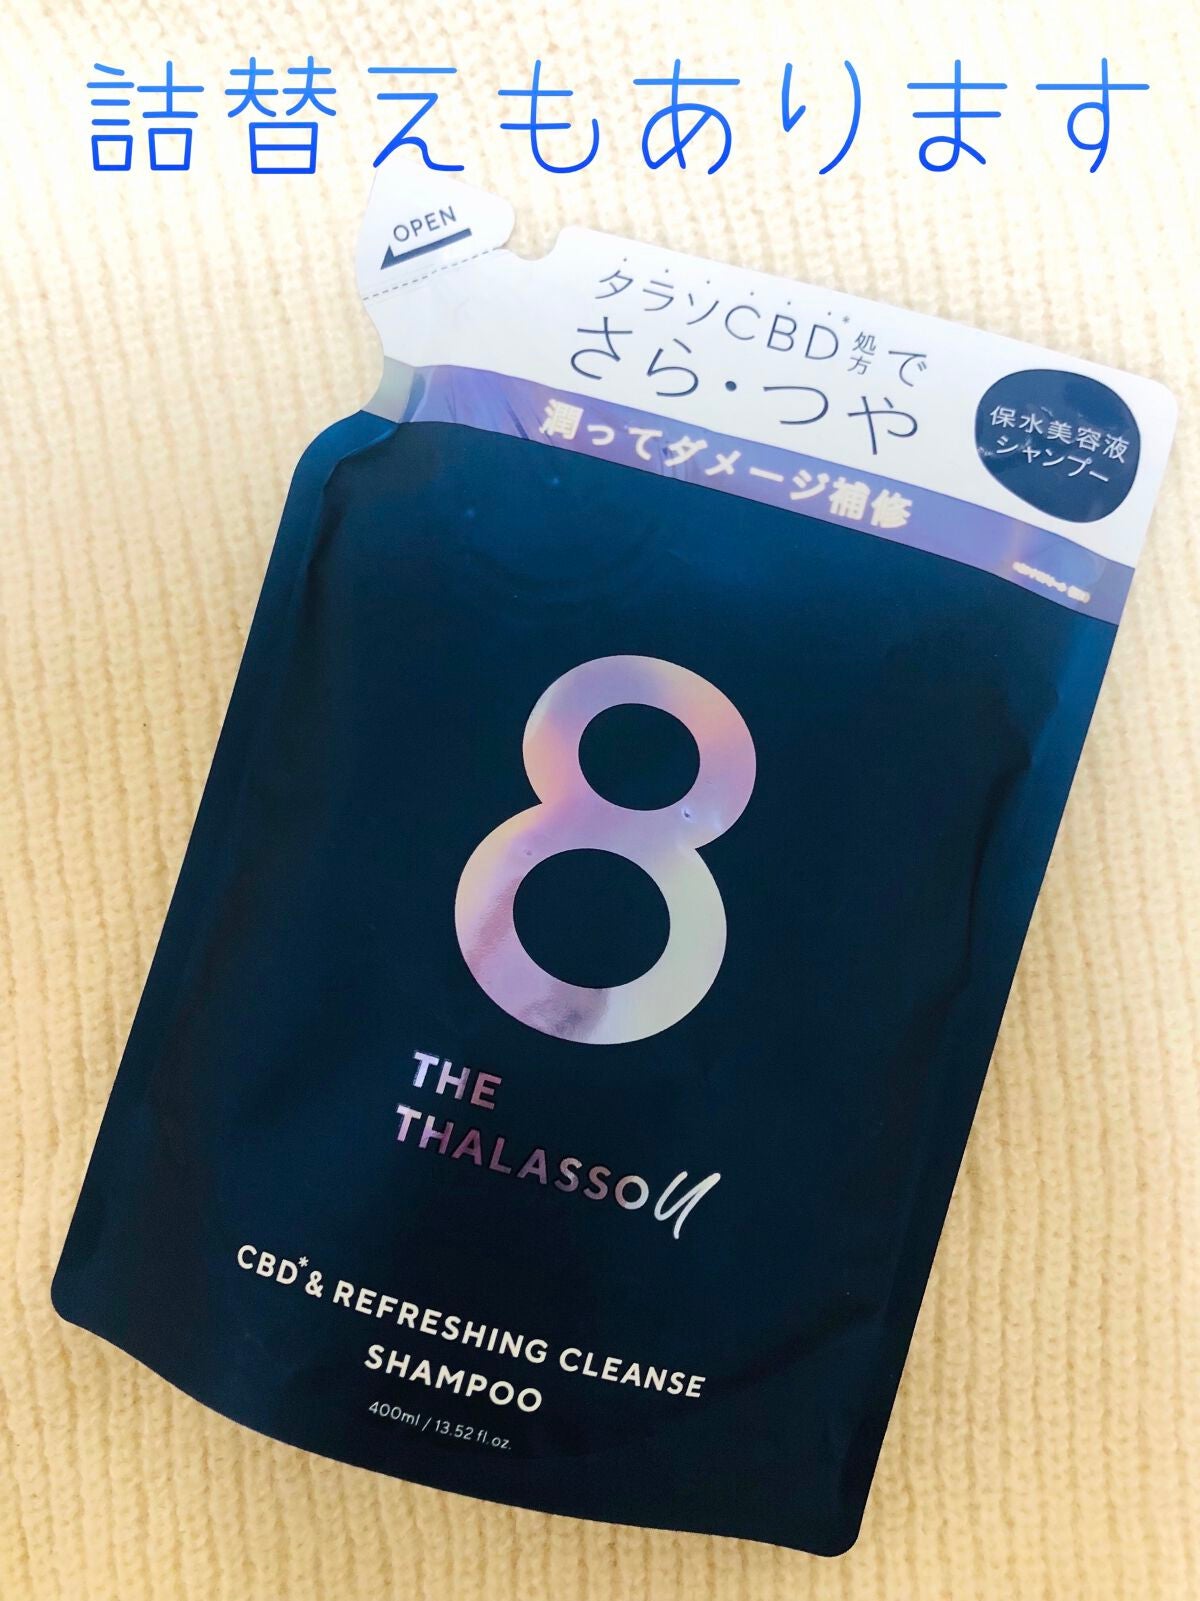 詰替えもあります
OPEN
タラソCBD*処方で
さら・つや
保水美容液
シャンプー
潤ってダメージ補修
8
THE
THALASSO u
CBD*& REFRESHING CLEANSE
SHAMPOO
400ml / 13.52 fl.oz.